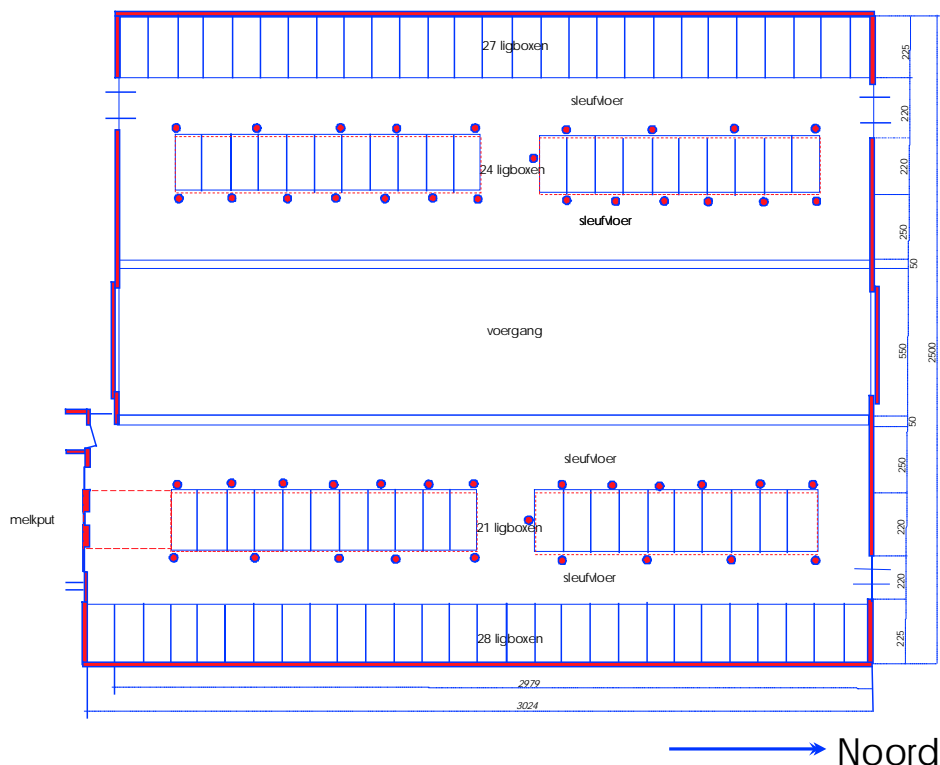 27 ligboxen
225
sleufvloer
220
24 ligboxen
220
sleufvloer
250
50
voergang
550
2500
50
sleufvloer
250
melkput
21 ligboxen
220
sleufvloer
220
28 ligboxen
225
2979
3024
Noord